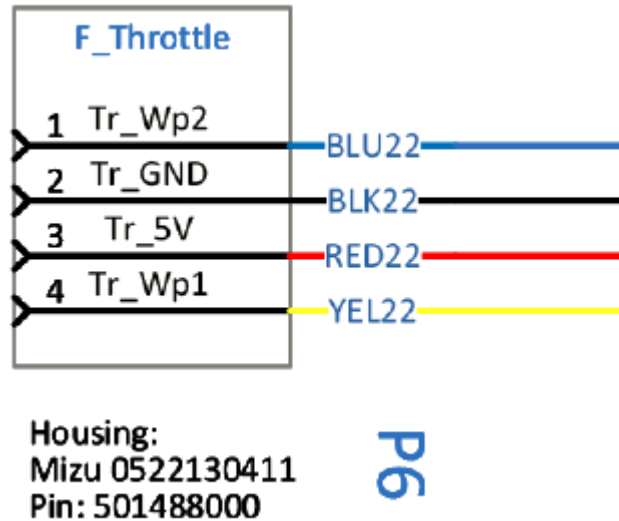 F_Throttle
1 Tr_Wp2 BLU22
2 Tr_GND BLK22
3 Tr_5V RED22
4 Tr_Wp1 YEL22
Housing:
Mizu 0522130411
Pin: 501488000
P6